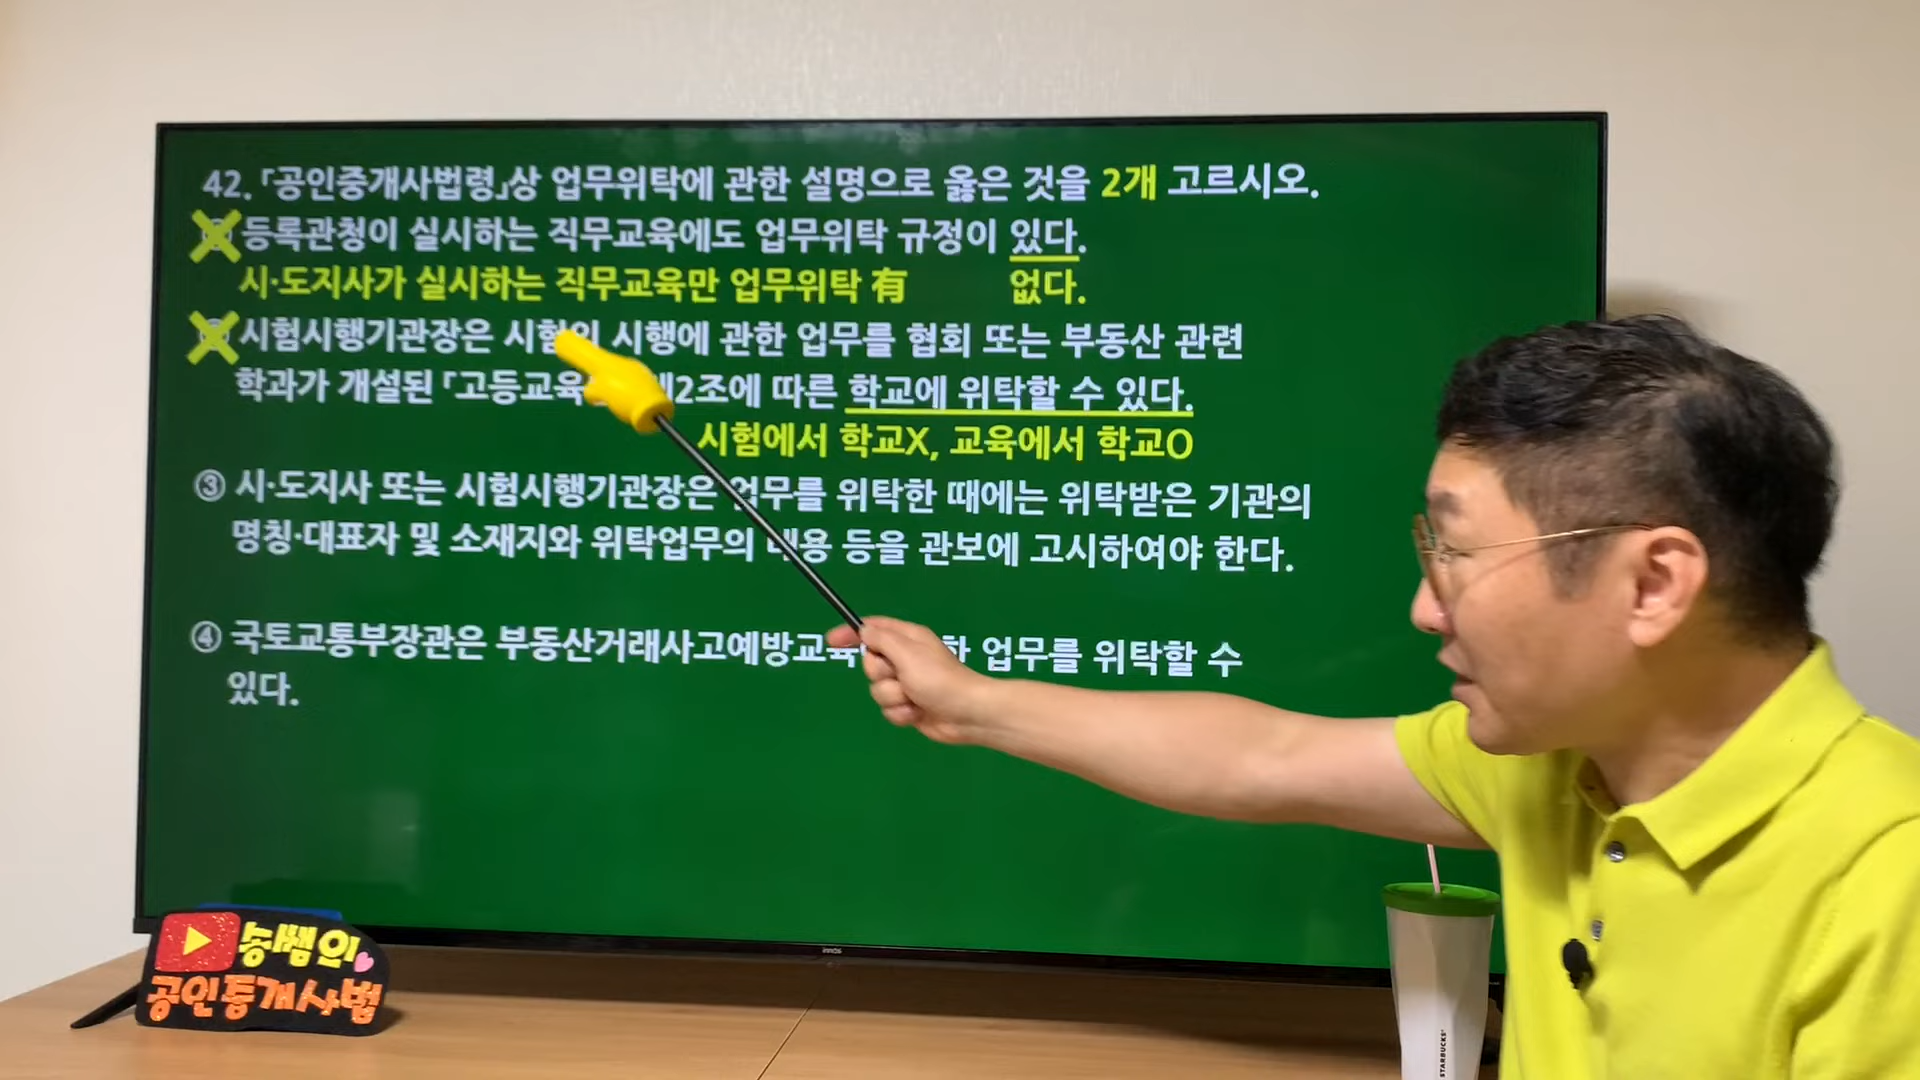 42. 「공인중개사법령」상 업무위탁에 관한 설명으로 옳은 것을 2개 고르시오.
등록관청이 실시하는 직무교육에도 업무위탁 규정이 있다.
시·도지사가 실시하는 직무교육만 업무위탁 有 없다.
시험시행기관장은 시험의 시행에 관한 업무를 협회 또는 부동산 관련
학과가 개설된 「고등교육 2조에 따른 학교에 위탁할 수 있다.
시험에서 학교X, 교육에서 학교O
③ 시·도지사 또는 시험시행기관장은 업무를 위탁한 때에는 위탁받은 기관의
명칭·대표자 및 소재지와 위탁업무의 내용 등을 관보에 고시하여야 한다.
④ 국토교통부장관은 부동산거래사고예방교육 업무를 위탁할 수
있다.
송쌤의
공인중개사법
STARBUCKS